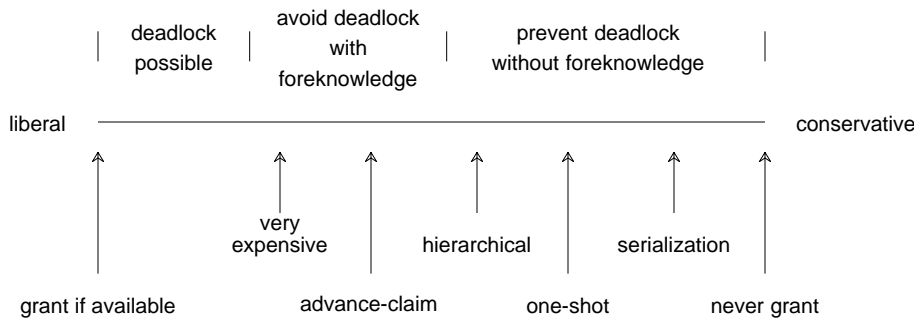 deadlock
possible
avoid deadlock
with
foreknowledge
prevent deadlock
without foreknowledge
liberal
conservative
very
expensive
hierarchical
serialization
grant if available
advance-claim
one-shot
never grant